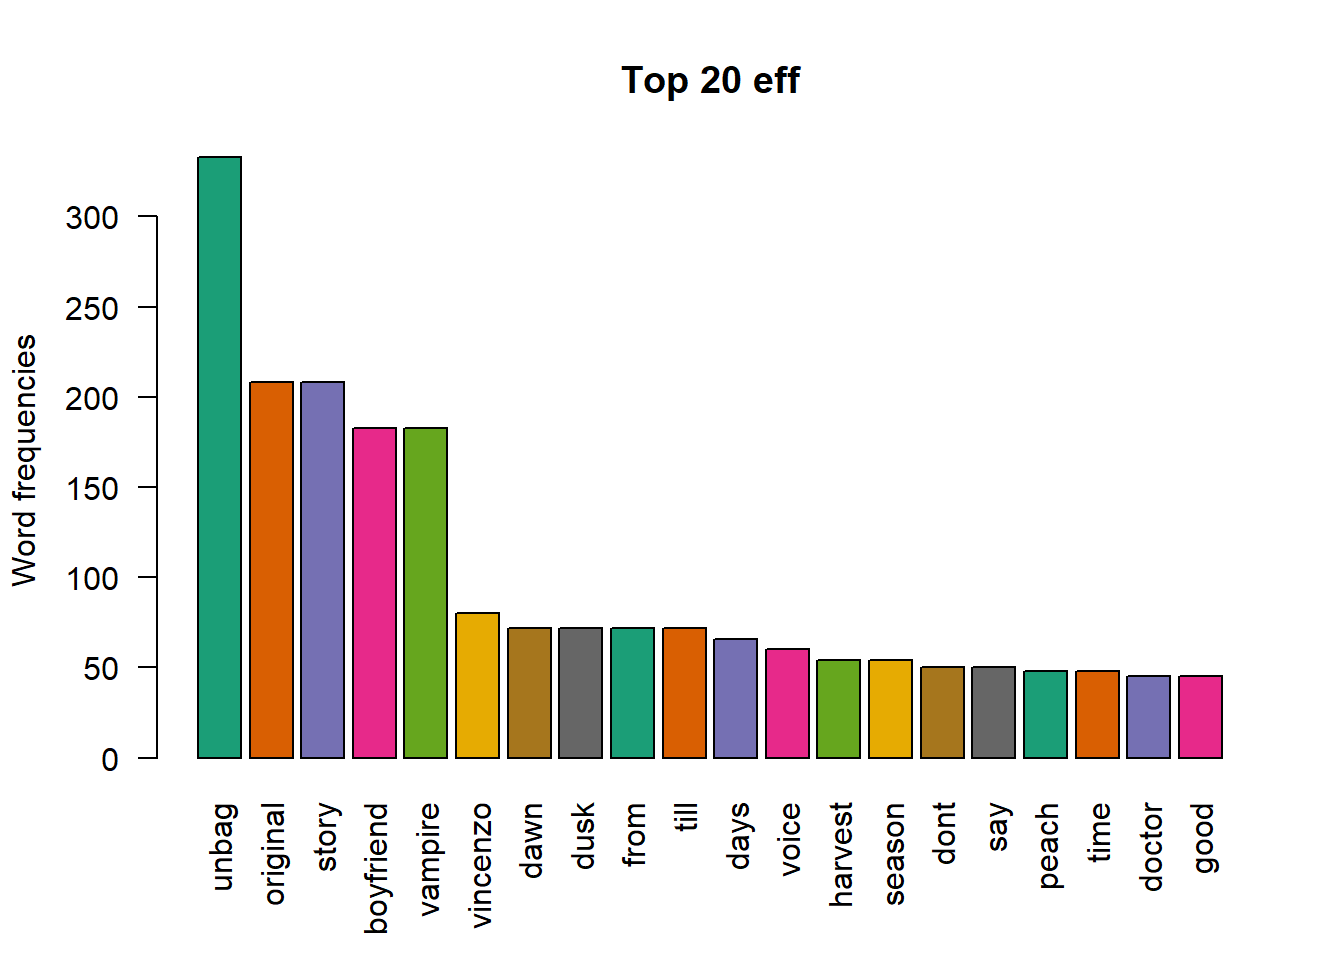 Top 20 eff
Word frequencies
300
250
200
150
100
50
0
unbag
original
story
boyfriend
vampire
vincenzo
dawn
dusk
from
till
days
voice
harvest
season
dont
say
peach
time
doctor
good